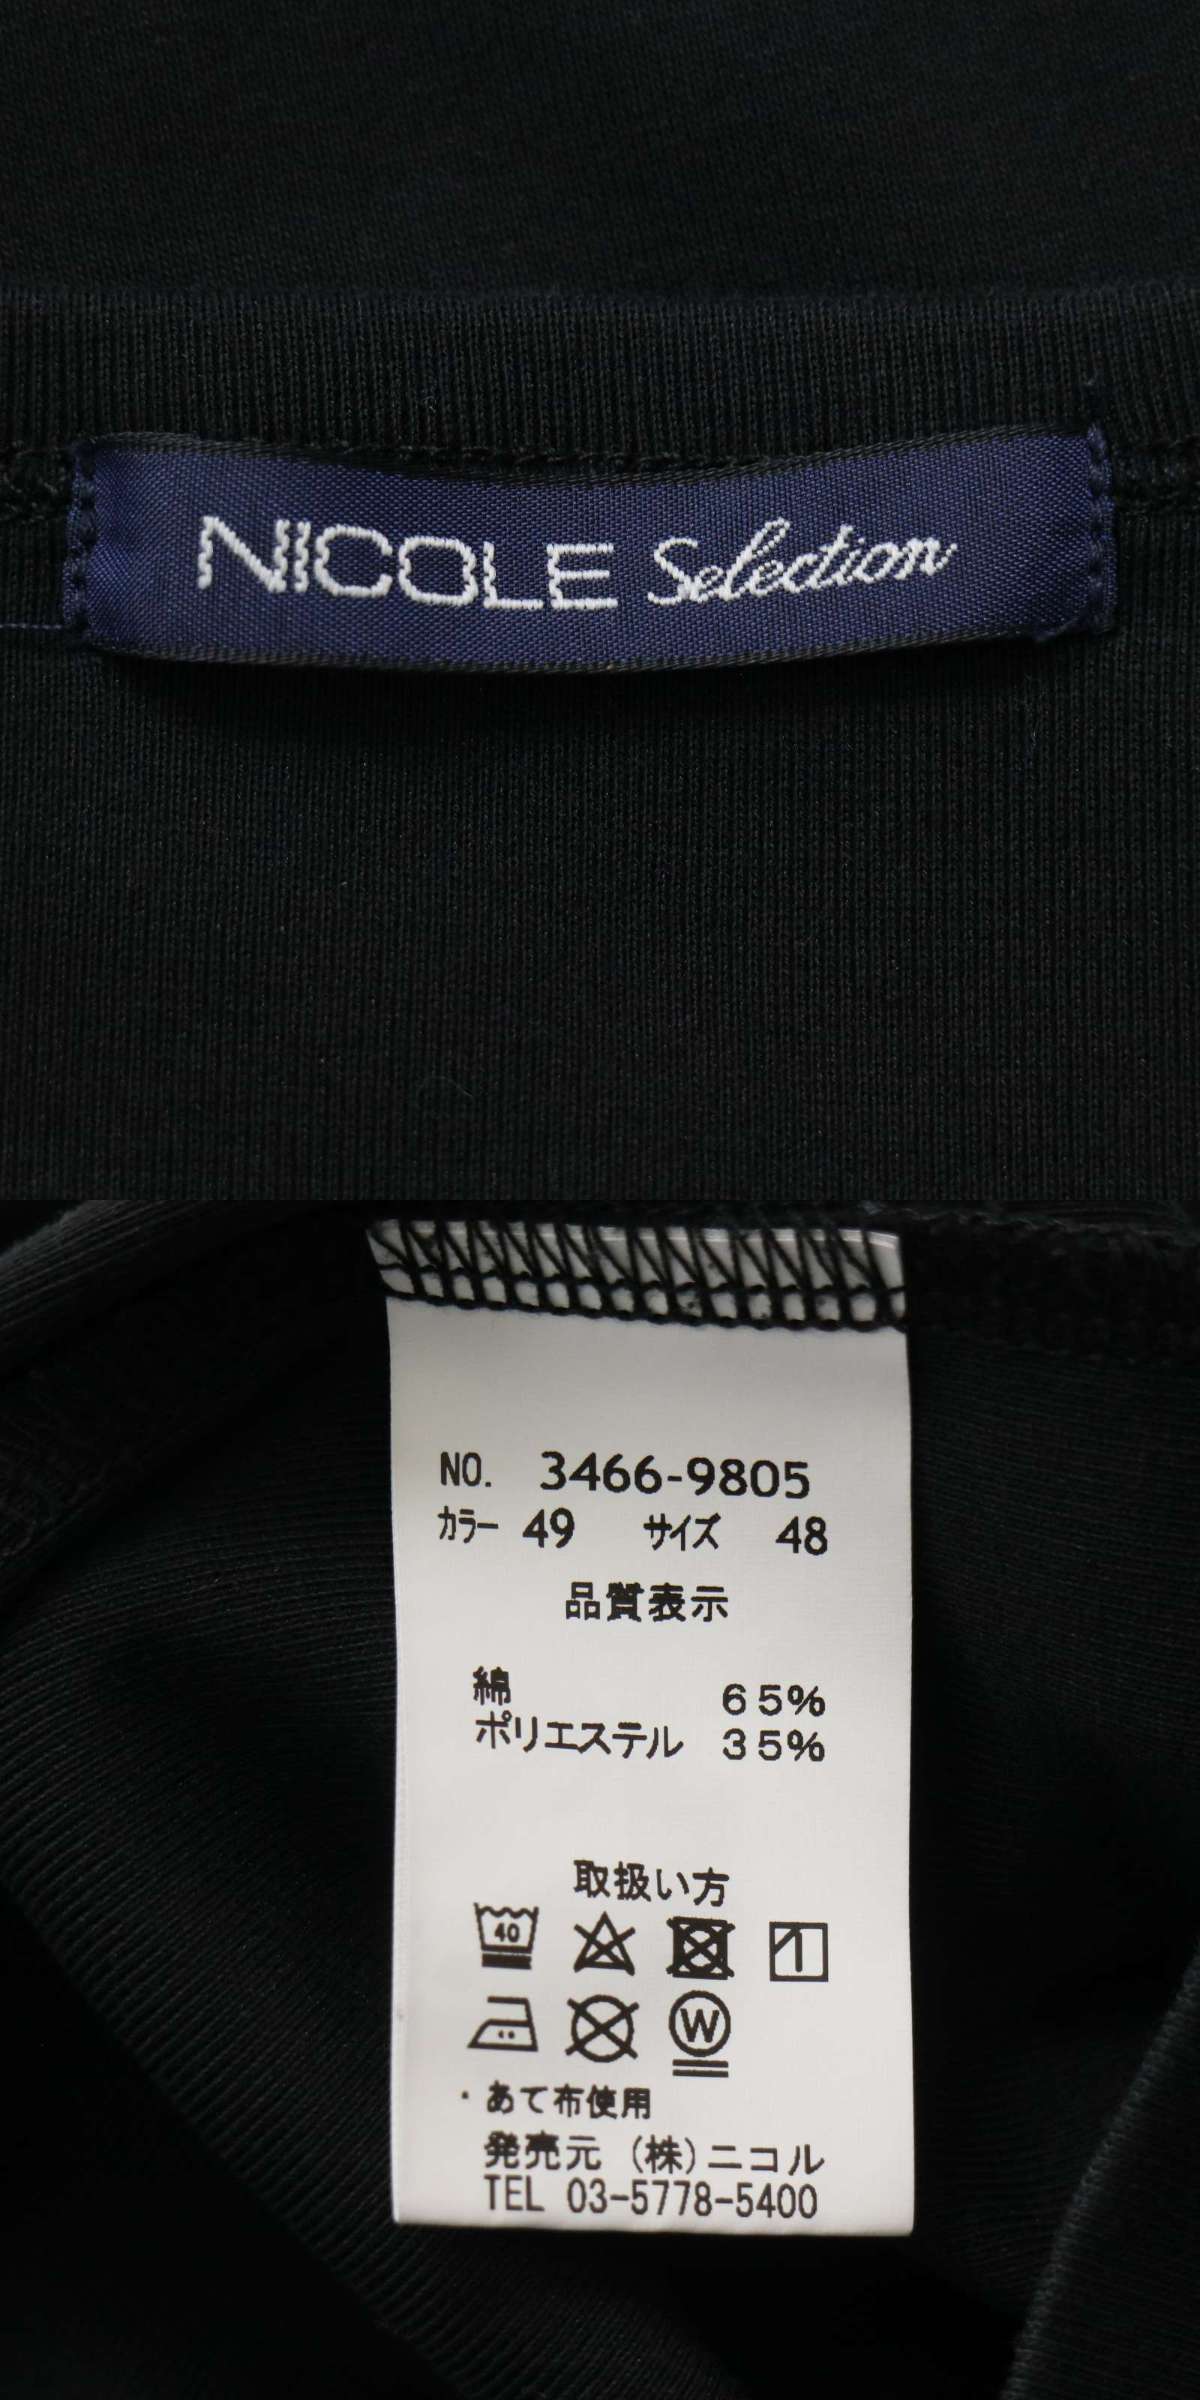 NICOLE Selection
NO. 3466-9805
カラー 49 サイズ 48
品質表示
綿 65%
ポリエステル 35%
取扱い方
40
W
・あて布使用
発売元 (株)ニコル
TEL 03-5778-5400